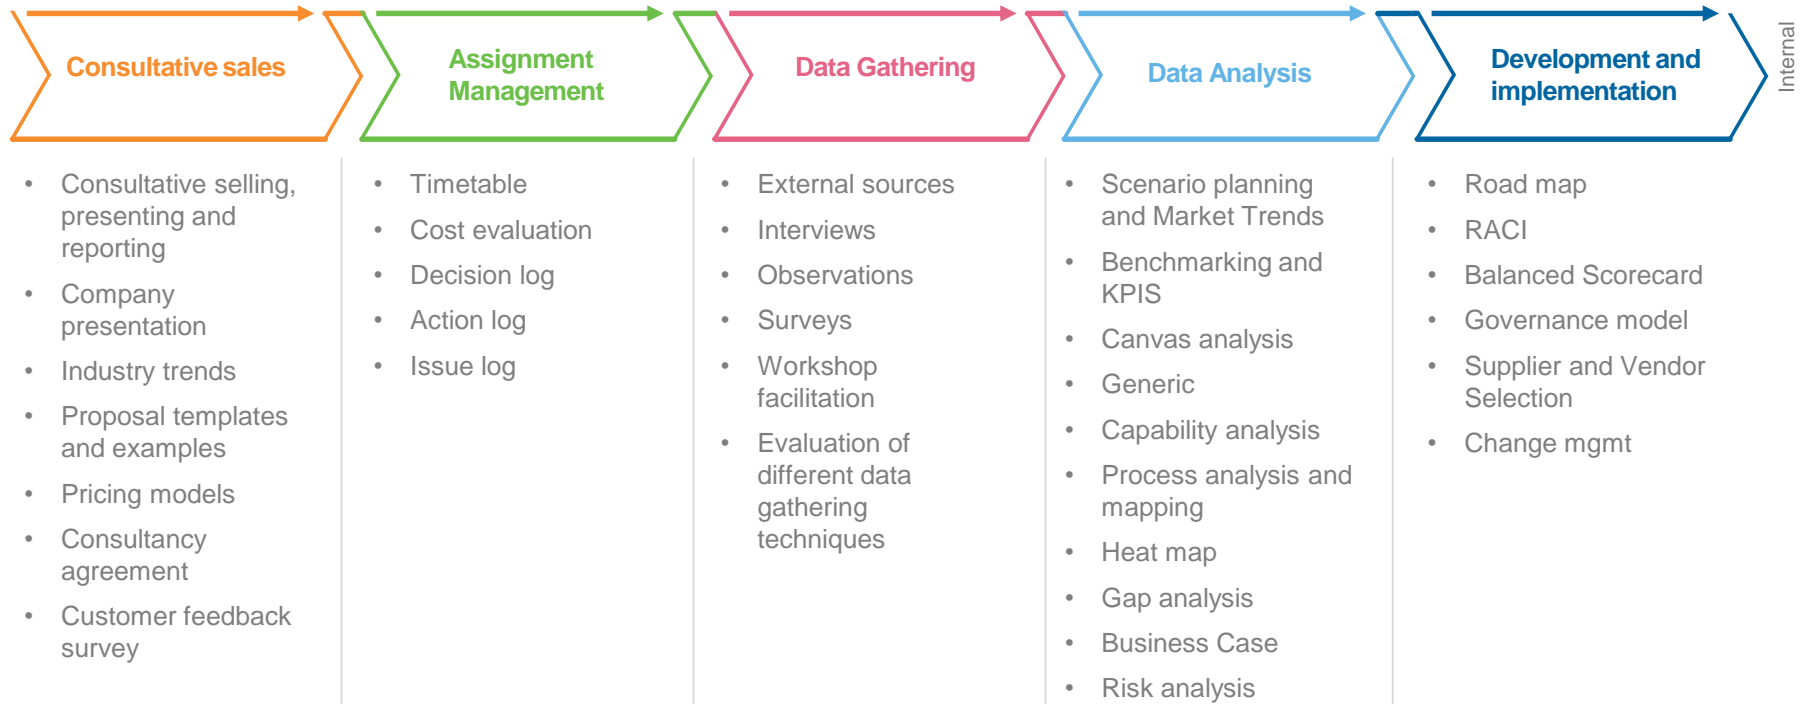 Consultative sales
Assignment
Management
Data Gathering
Data Analysis
Development and
implementation
Internal
• Consultative selling,
presenting and
reporting
• Company
presentation
• Industry trends
• Proposal templates
and examples
• Pricing models
• Consultancy
agreement
• Customer feedback
survey
• Timetable
• Cost evaluation
• Decision log
• Action log
• Issue log
• External sources
• Interviews
• Observations
• Surveys
• Workshop
facilitation
• Evaluation of
different data
gathering
techniques
• Scenario planning
and Market Trends
• Benchmarking and
KPIS
• Canvas analysis
• Generic
• Capability analysis
• Process analysis and
mapping
• Heat map
• Gap analysis
• Business Case
• Risk analysis
• Road map
• RACI
• Balanced Scorecard
• Governance model
• Supplier and Vendor
Selection
• Change mgmt